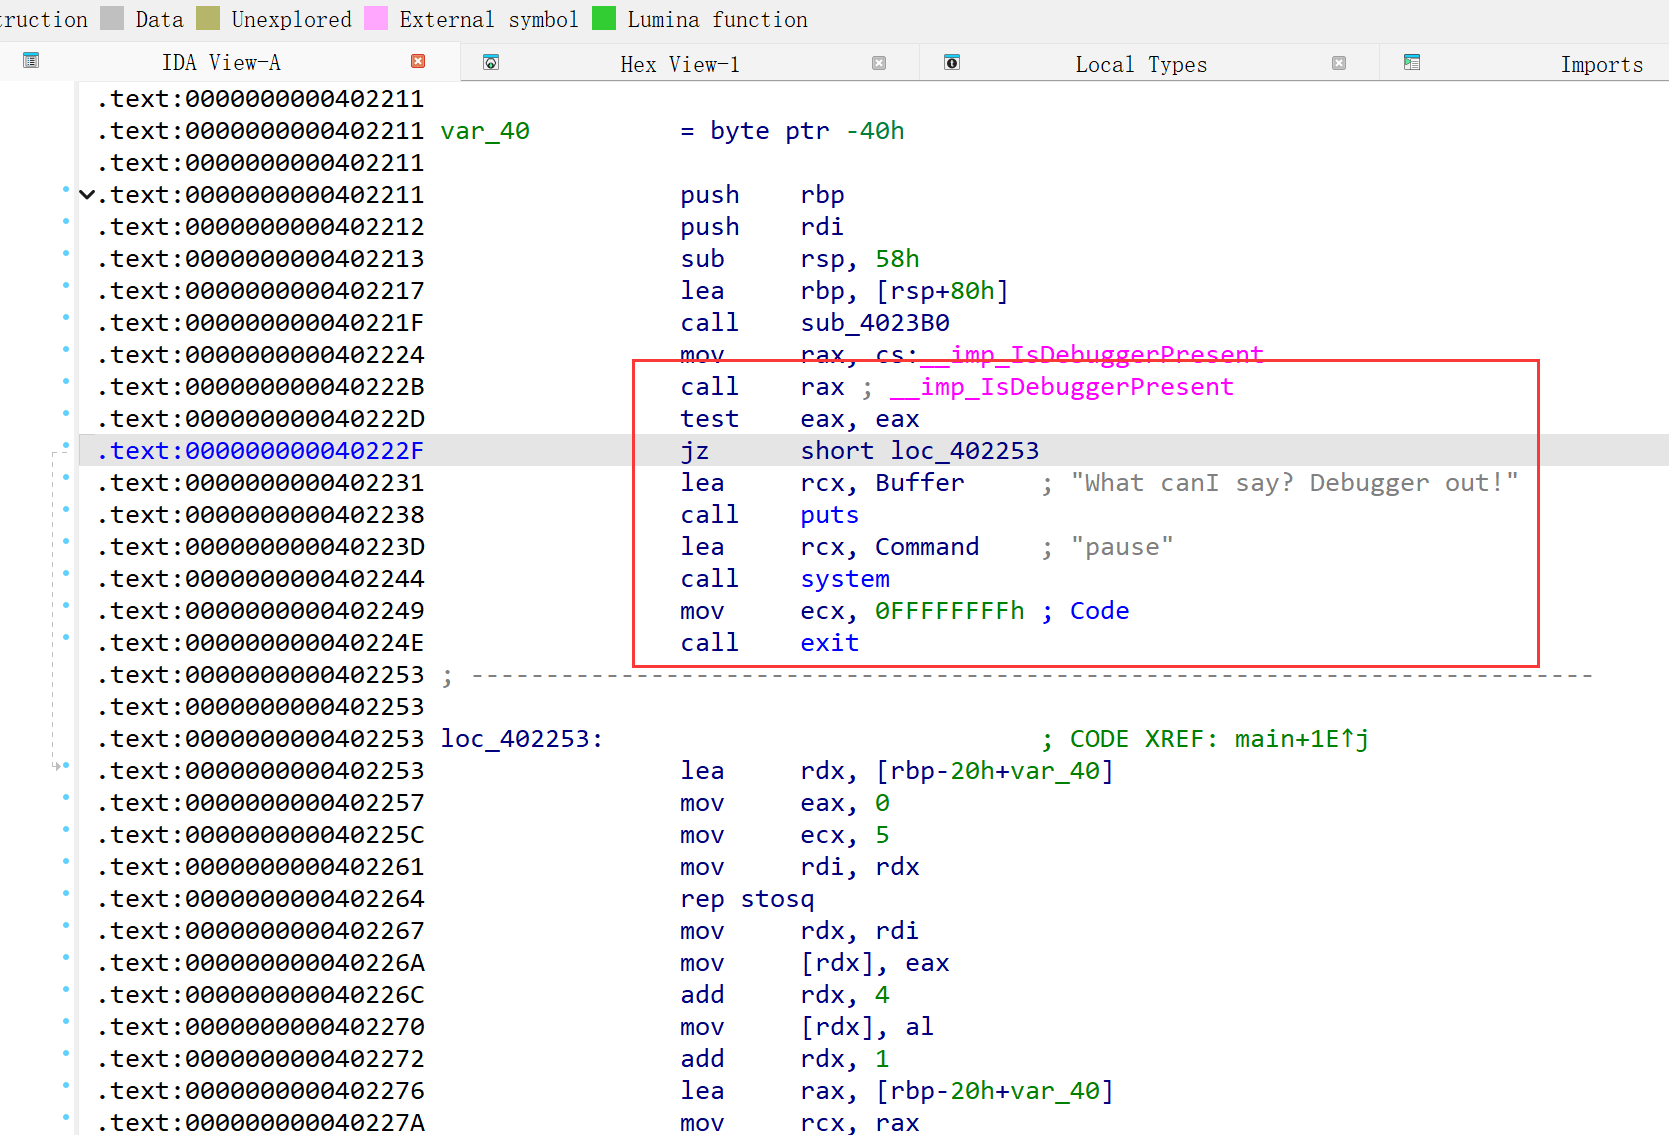 truction Data Unexplored External symbol Lumina function
IDA View-A Hex View-1 Local Types Imports
.text:0000000000402211
.text:0000000000402211 var_40 = byte ptr -40h
.text:0000000000402211
.text:0000000000402211 push rbp
.text:0000000000402212 push rdi
.text:0000000000402213 sub rsp, 58h
.text:0000000000402217 lea rbp, [rsp+80h]
.text:000000000040221F call sub_4023B0
.text:0000000000402224 mov rax, cs:__imp_IsDebuggerPresent
.text:000000000040222B call rax ; __imp_IsDebuggerPresent
.text:000000000040222D test eax, eax
.text:000000000040222F jz short loc_402253
.text:0000000000402231 lea rcx, Buffer ; "What canI say? Debugger out!"
.text:0000000000402238 call puts
.text:000000000040223D lea rcx, Command ; "pause"
.text:0000000000402244 call system
.text:0000000000402249 mov ecx, 0FFFFFFFFh ; Code
.text:000000000040224E call exit
.text:0000000000402253 ; ---------------------------------------------------------------------------
.text:0000000000402253
.text:0000000000402253 loc_402253: ; CODE XREF: main+1E↑j
.text:0000000000402253 lea rdx, [rbp-20h+var_40]
.text:0000000000402257 mov eax, 0
.text:000000000040225C mov ecx, 5
.text:0000000000402261 mov rdi, rdx
.text:0000000000402264 rep stosq
.text:0000000000402267 mov rdx, rdi
.text:000000000040226A mov [rdx], eax
.text:000000000040226C add rdx, 4
.text:0000000000402270 mov [rdx], al
.text:0000000000402272 add rdx, 1
.text:0000000000402276 lea rax, [rbp-20h+var_40]
.text:000000000040227A mov rcx, rax